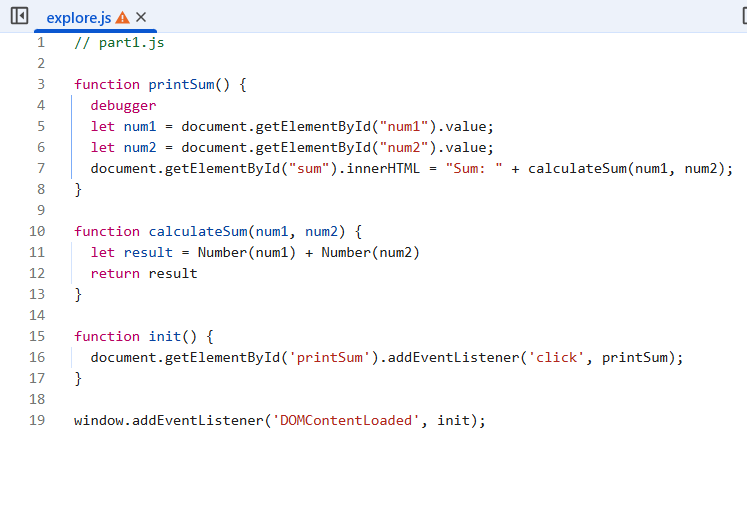 explore.js
1 // part1.js
2
3 function printSum() {
4   debugger
5   let num1 = document.getElementById("num1").value;
6   let num2 = document.getElementById("num2").value;
7   document.getElementById("sum").innerHTML = "Sum: " + calculateSum(num1, num2);
8 }
9
10 function calculateSum(num1, num2) {
11   let result = Number(num1) + Number(num2)
12   return result
13 }
14
15 function init() {
16   document.getElementById('printSum').addEventListener('click', printSum);
17 }
18
19 window.addEventListener('DOMContentLoaded', init);